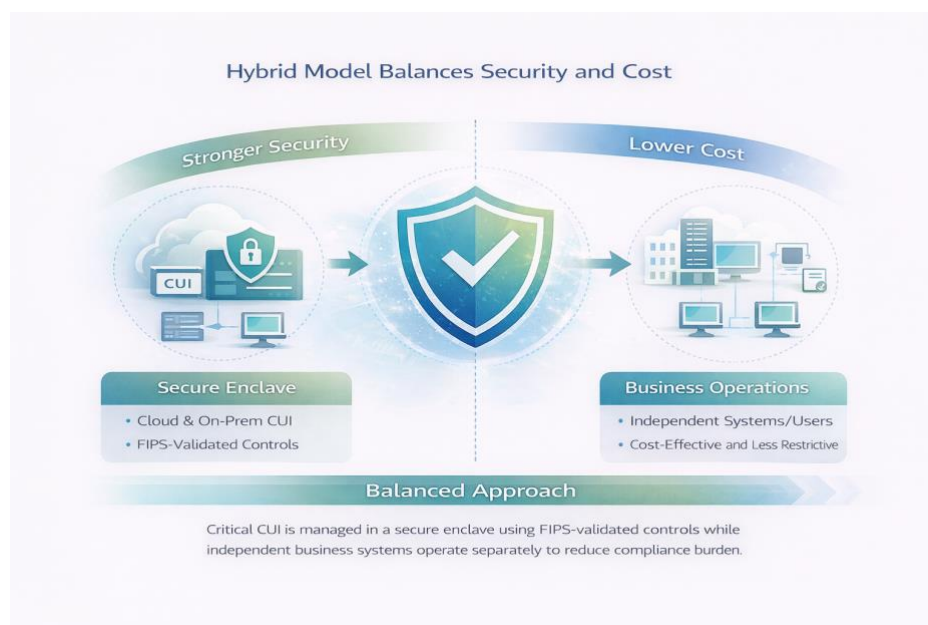 Hybrid Model Balances Security and Cost
Stronger Security
Lower Cost
CUI
Secure Enclave
• Cloud & On-Prem CUI
• FIPS-Validated Controls
Business Operations
• Independent Systems/Users
• Cost-Effective and Less Restrictive
Balanced Approach
Critical CUI is managed in a secure enclave using FIPS-validated controls while
independent business systems operate separately to reduce compliance burden.